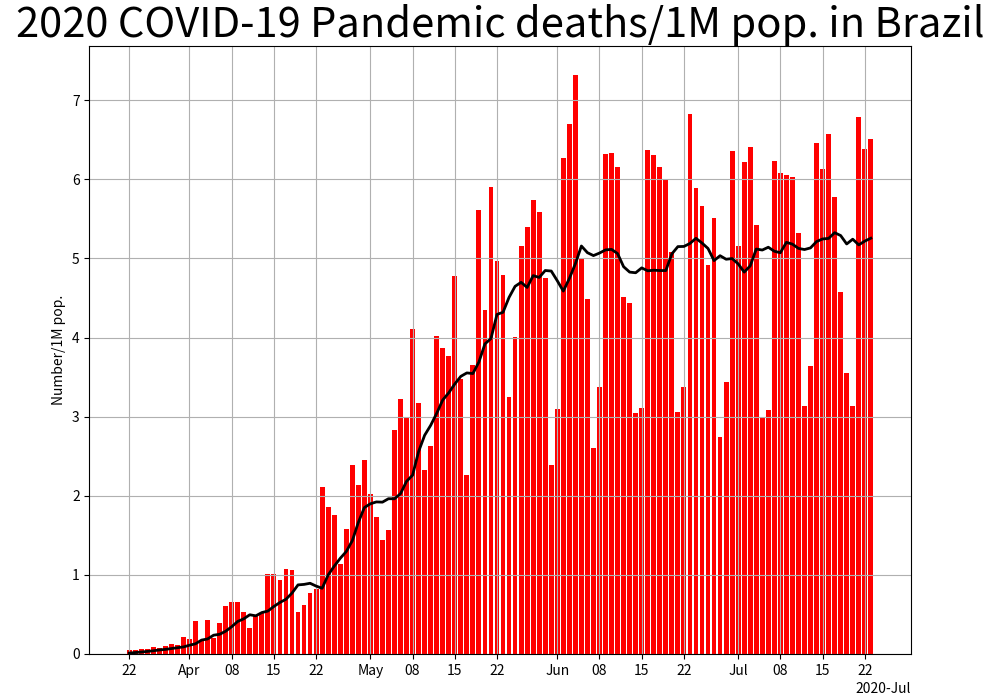 2020 COVID-19 Pandemic deaths/1M pop. in Brazil
Number/1M pop.
7
6
5
4
3
2
1
0
22 Apr 08 15 22 May 08 15 22 Jun 08 15 22 Jul 08 15 22
2020-Jul